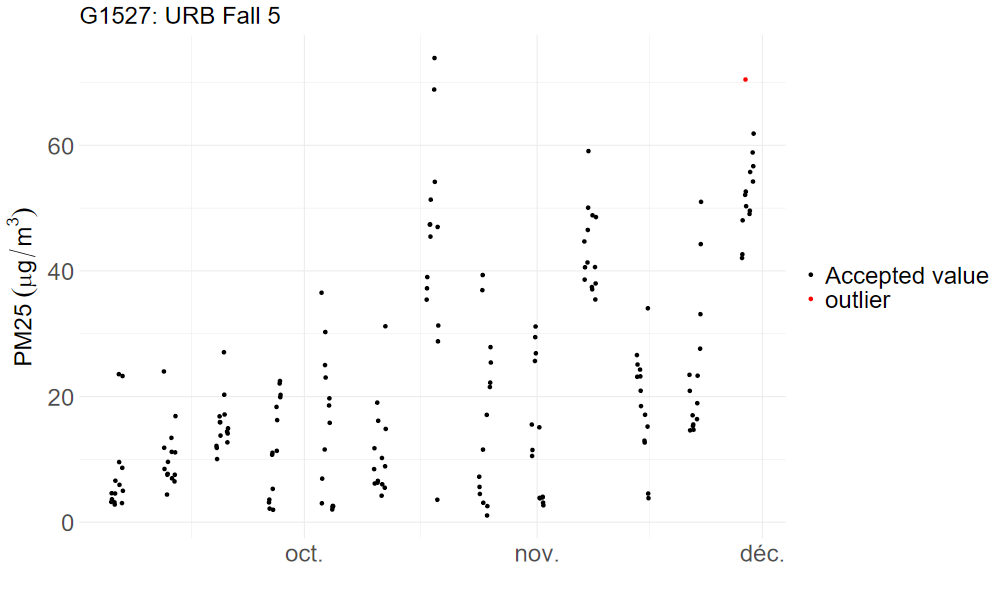 G1527: URB Fall 5
PM25 (μg/m³)
60
40
20
0
oct.
nov.
déc.
Accepted value
outlier